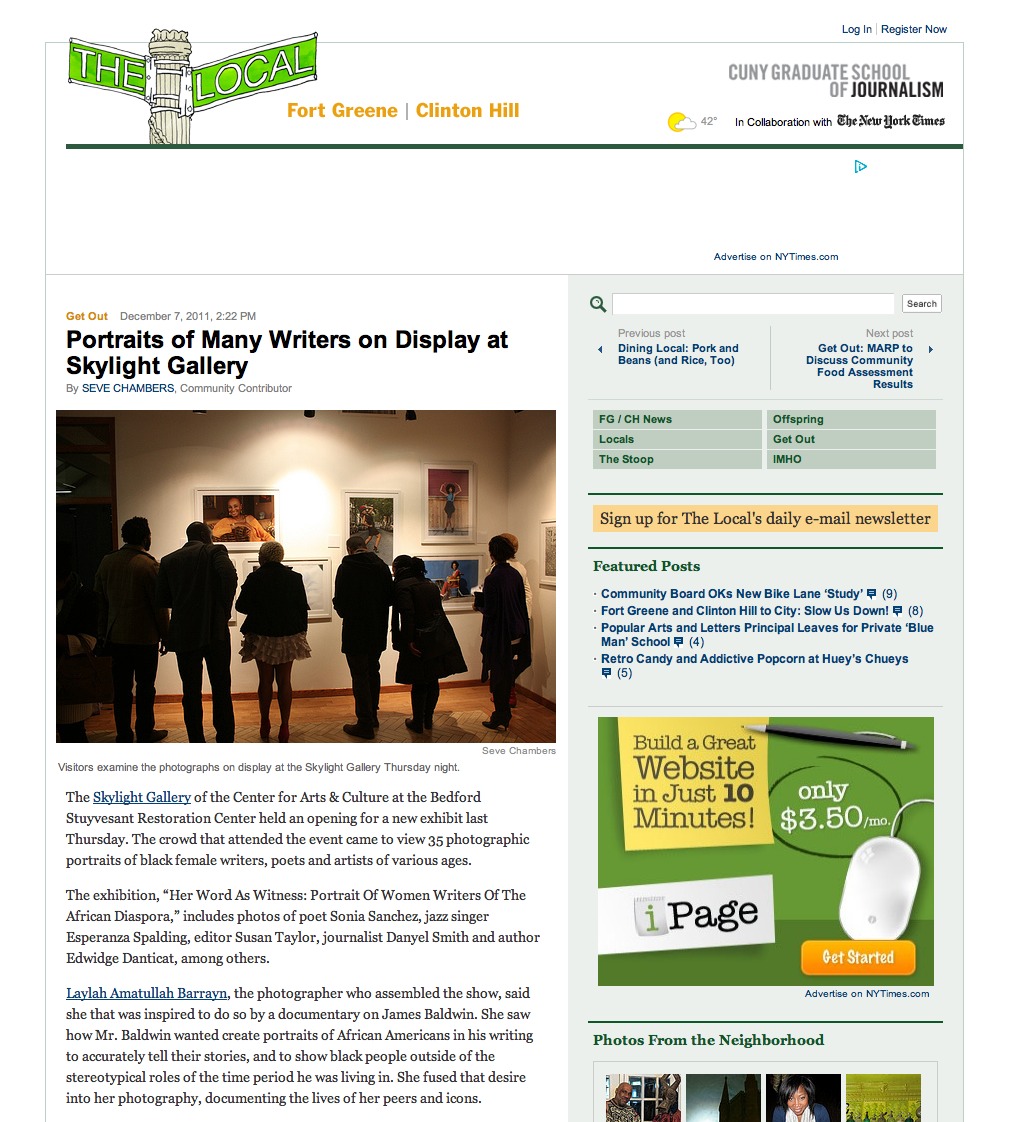 Log In | Register Now
THE LOCAL
Fort Greene | Clinton Hill
CUNY GRADUATE SCHOOL
OF JOURNALISM
42°
In Collaboration with The New York Times
Advertise on NYTimes.com
Get Out December 7, 2011, 2:22 PM
Portraits of Many Writers on Display at
Skylight Gallery
By SEVE CHAMBERS, Community Contributor
Seve Chambers
Visitors examine the photographs on display at the Skylight Gallery Thursday night.
The Skylight Gallery of the Center for Arts & Culture at the Bedford
Stuyvesant Restoration Center held an opening for a new exhibit last
Thursday. The crowd that attended the event came to view 35 photographic
portraits of black female writers, poets and artists of various ages.
The exhibition, “Her Word As Witness: Portrait Of Women Writers Of The
African Diaspora,” includes photos of poet Sonia Sanchez, jazz singer
Esperanza Spalding, editor Susan Taylor, journalist Danyel Smith and author
Edwidge Danticat, among others.
Laylah Amatullah Barrayn, the photographer who assembled the show, said
she that was inspired to do so by a documentary on James Baldwin. She saw
how Mr. Baldwin wanted create portraits of African Americans in his writing
to accurately tell their stories, and to show black people outside of the
stereotypical roles of the time period he was living in. She fused that desire
into her photography, documenting the lives of her peers and icons.
Search
Previous post
Dining Local: Pork and
Beans (and Rice, Too)
Next post
Get Out: MARP to
Discuss Community
Food Assessment
Results
FG / CH News
Offspring
Locals
Get Out
The Stoop
IMHO
Sign up for The Local's daily e-mail newsletter
Featured Posts
· Community Board OKs New Bike Lane ‘Study’ (9)
· Fort Greene and Clinton Hill to City: Slow Us Down! (8)
· Popular Arts and Letters Principal Leaves for Private ‘Blue
Man’ School (4)
· Retro Candy and Addictive Popcorn at Huey’s Chueys
(5)
Build a Great
Website
in Just 10
Minutes!
only
$3.50/mo.
iPage
Get Started
Advertise on NYTimes.com
Photos From the Neighborhood